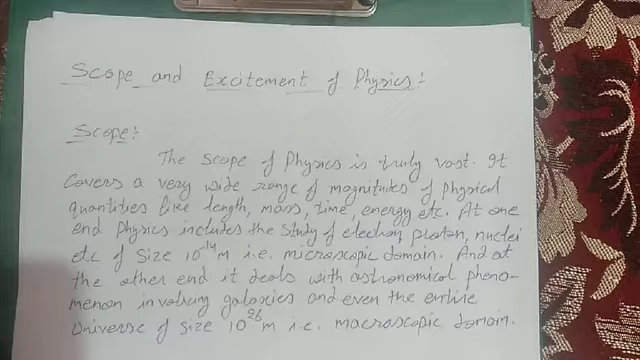 Scope and Excitement of Physics:-
Scope:
The Scope of Physics is truly vast. It
Covers a very wide range of magnitudes of physical
quantities like length, mass, time, energy etc. At one
end Physics includes the study of electron, proton, nuclei
etc of Size 10⁻¹⁴m i.e. microscopic domain. And at
the other end it deals with astronomical pheno-
menon involving galaxies and even the entire
Universe of Size 10²⁶m i.e. macroscopic domain.